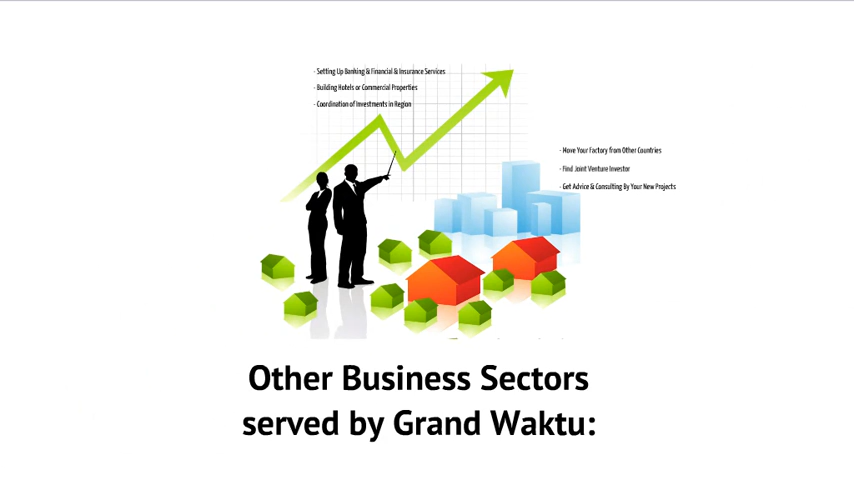 - Setting Up Banking & Financial & Insurance Services
- Building Hotels or Commercial Properties
- Coordination of Investments in Region
- Move Your Factory from Other Countries
- Find Joint Venture Investor
- Get Advice & Consulting By Your New Projects
Other Business Sectors
served by Grand Waktu: